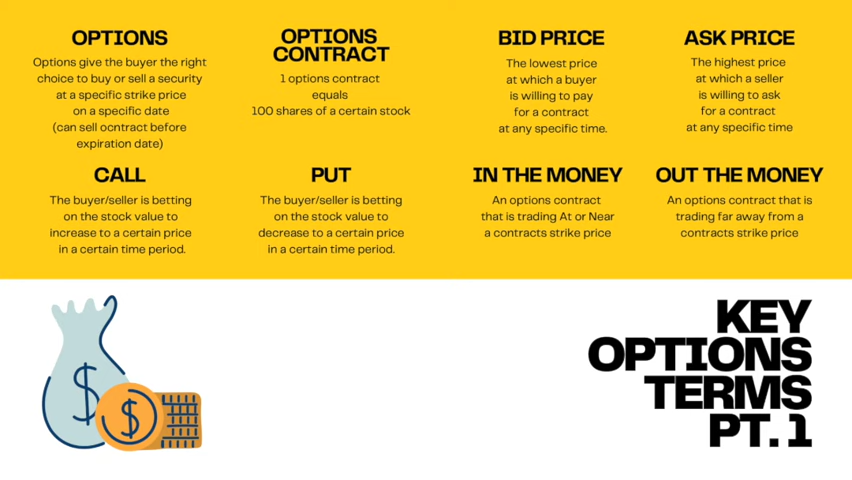 OPTIONS
Options give the buyer the right
choice to buy or sell a security
at a specific strike price
on a specific date
(can sell ocntract before
expiration date)
OPTIONS
CONTRACT
1 options contract
equals
100 shares of a certain stock
BID PRICE
The lowest price
at which a buyer
is willing to pay
for a contract
at any specific time.
ASK PRICE
The highest price
at which a seller
is willing to ask
for a contract
at any specific time
CALL
The buyer/seller is betting
on the stock value to
increase to a certain price
in a certain time period.
PUT
The buyer/seller is betting
on the stock value to
decrease to a certain price
in a certain time period.
IN THE MONEY
An options contract
that is trading At or Near
a contracts strike price
OUT THE MONEY
An options contract that is
trading far away from a
contracts strike price
$
$
KEY
OPTIONS
TERMS
PT. 1